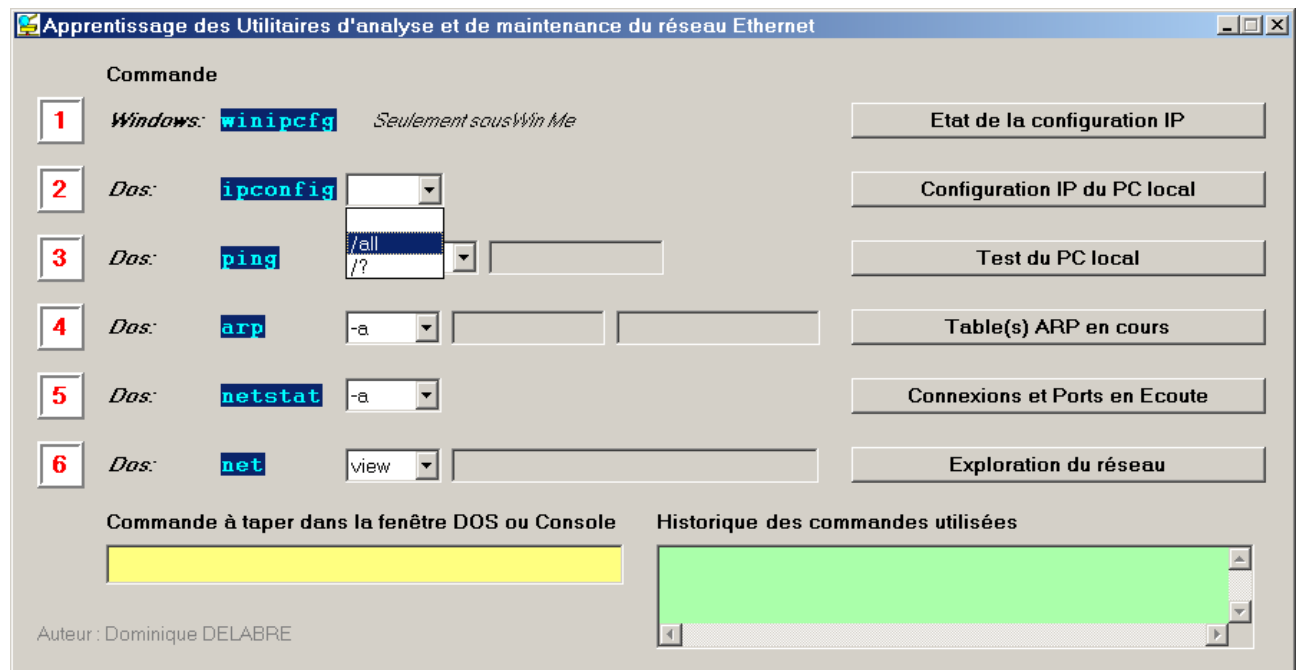 Apprentissage des Utilitaires d'analyse et de maintenance du réseau Ethernet
Commande
1 Windows: winipcfg Seulement sousWin Me Etat de la configuration IP
2 Dos: ipconfig Configuration IP du PC local
/all
/?
3 Dos: ping Test du PC local
4 Dos: arp -a Table(s) ARP en cours
5 Dos: netstat -a Connexions et Ports en Ecoute
6 Dos: net view Exploration du réseau
Commande à taper dans la fenêtre DOS ou Console Historique des commandes utilisées
Auteur : Dominique DELABRE